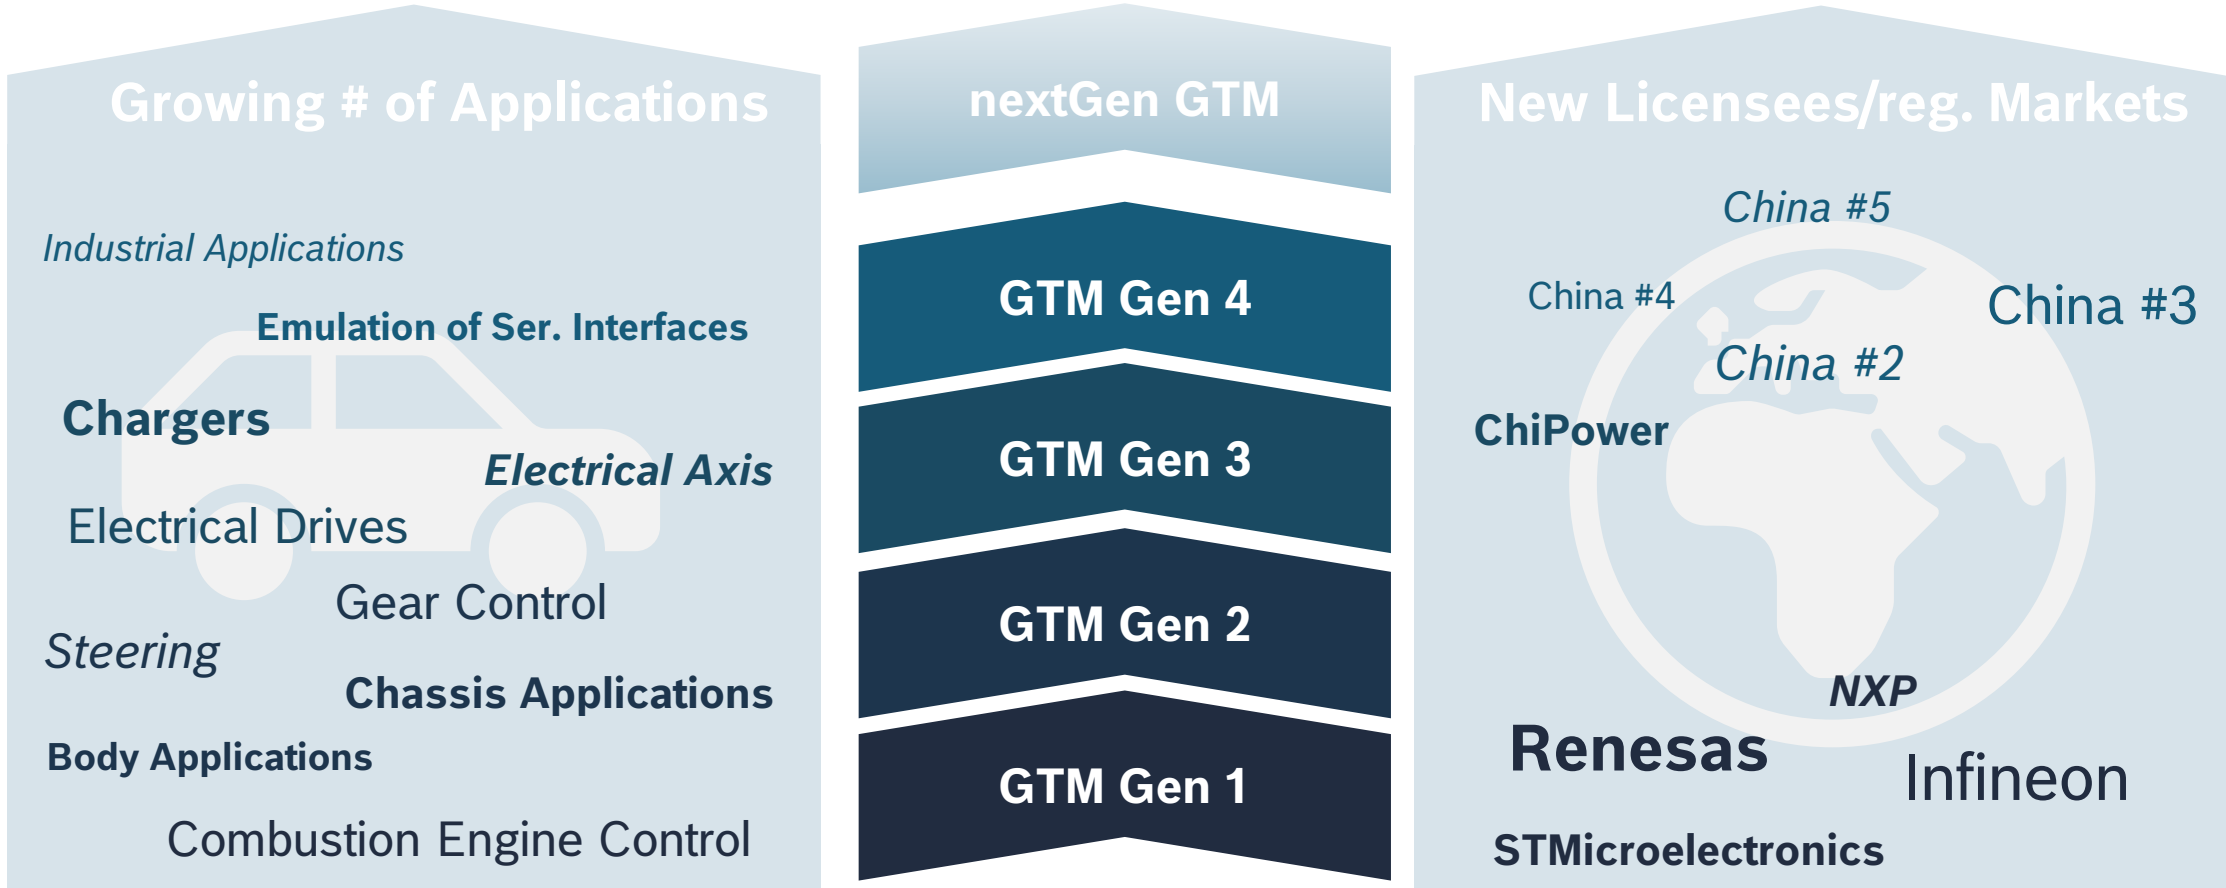 Growing # of Applications
Industrial Applications
Emulation of Ser. Interfaces
Chargers
Electrical Axis
Electrical Drives
Gear Control
Steering
Chassis Applications
Body Applications
Combustion Engine Control
nextGen GTM
GTM Gen 4
GTM Gen 3
GTM Gen 2
GTM Gen 1
New Licensees/reg. Markets
China #5
China #4
China #3
China #2
ChiPower
NXP
Renesas
Infineon
STMicroelectronics